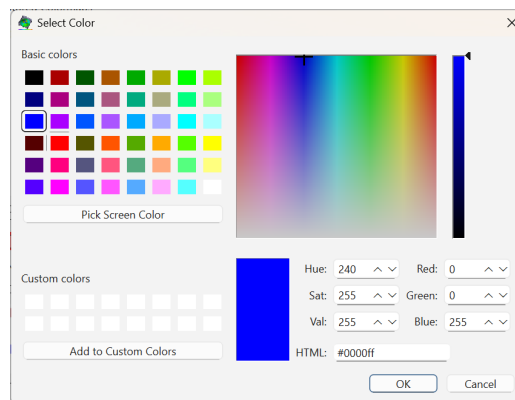 Select Color
Basic colors
Pick Screen Color
Custom colors
Add to Custom Colors
Hue: 240 Red: 0
Sat: 255 Green: 0
Val: 255 Blue: 255
HTML: #0000ff
OK Cancel